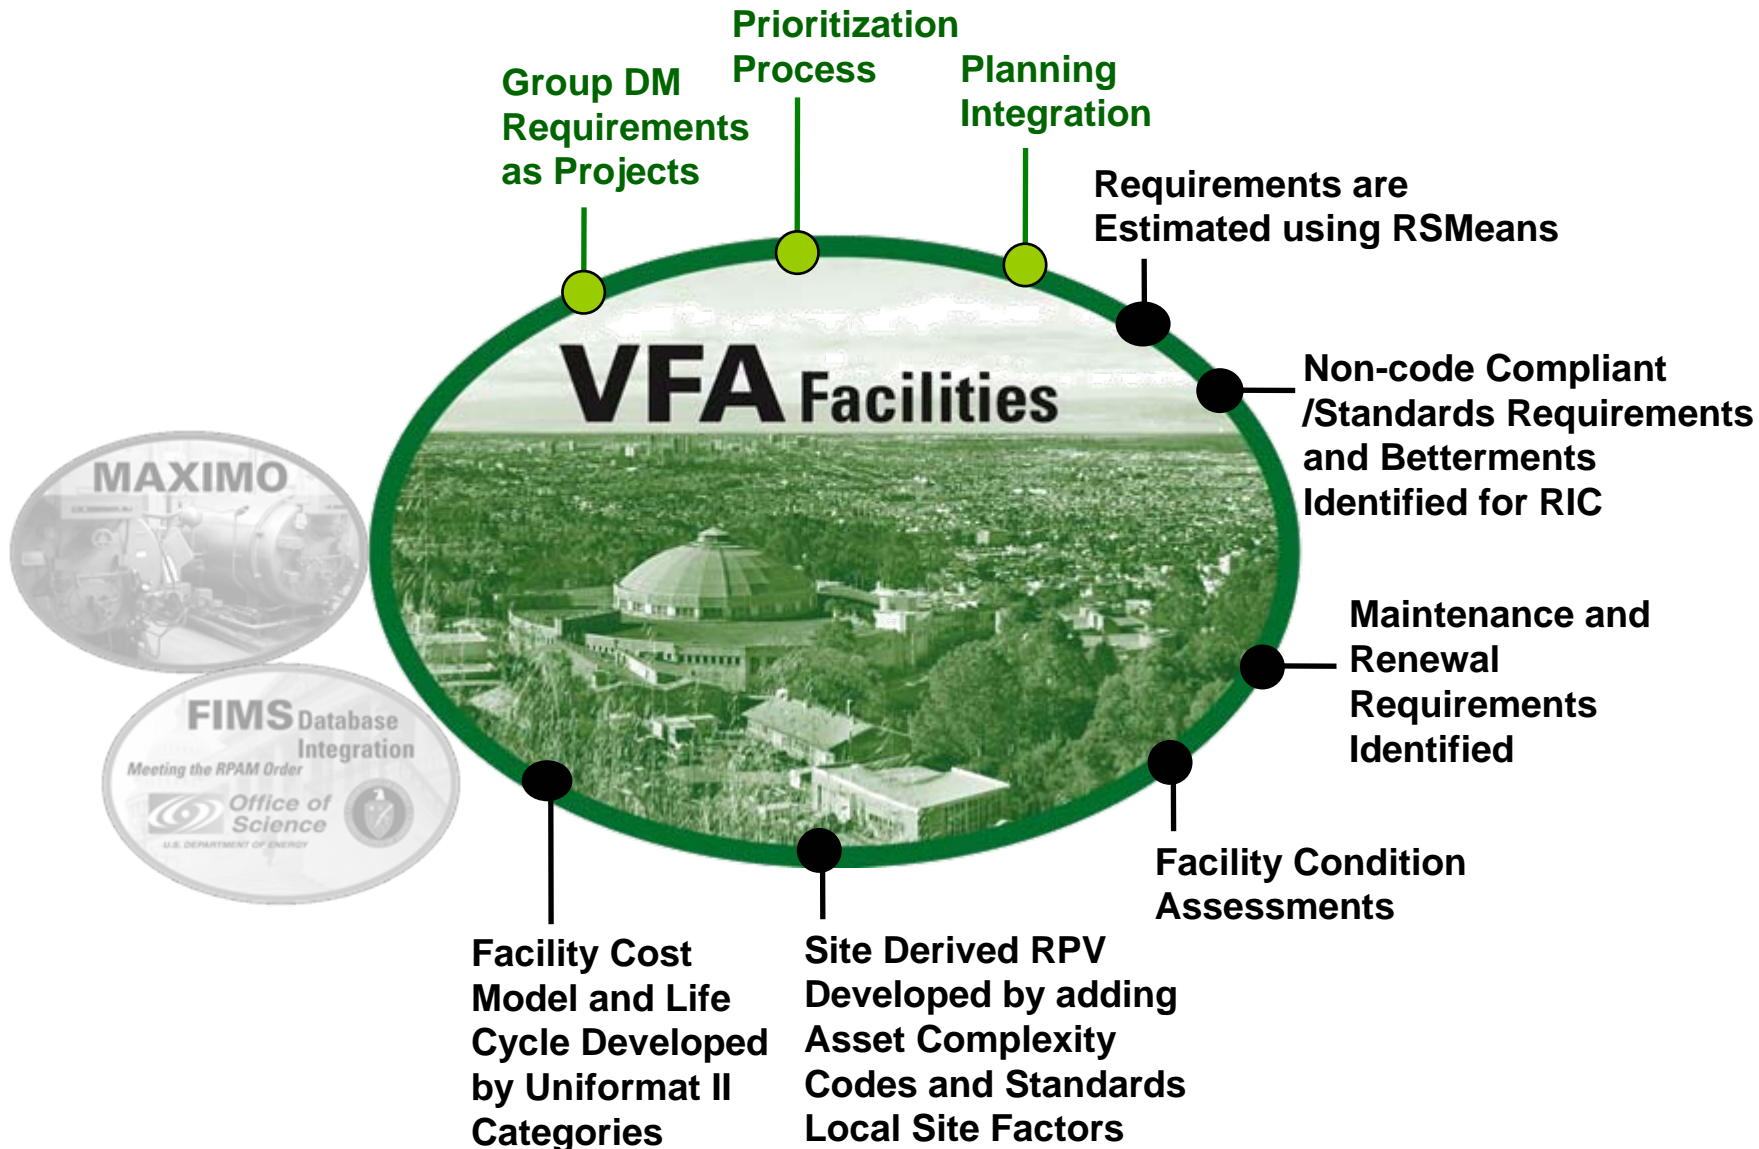 Prioritization
Process
Group DM
Requirements
as Projects
Planning
Integration
Requirements are
Estimated using RSMeans
VFA Facilities
Non-code Compliant
/Standards Requirements
and Betterments
Identified for RIC
MAXIMO
Maintenance and
Renewal
Requirements
Identified
FIMS Database
Integration
Meeting the RPAM Order
Office of
Science
U.S. DEPARTMENT OF ENERGY
Facility Condition
Assessments
Facility Cost
Model and Life
Cycle Developed
by Uniformat II
Categories
Site Derived RPV
Developed by adding
Asset Complexity
Codes and Standards
Local Site Factors